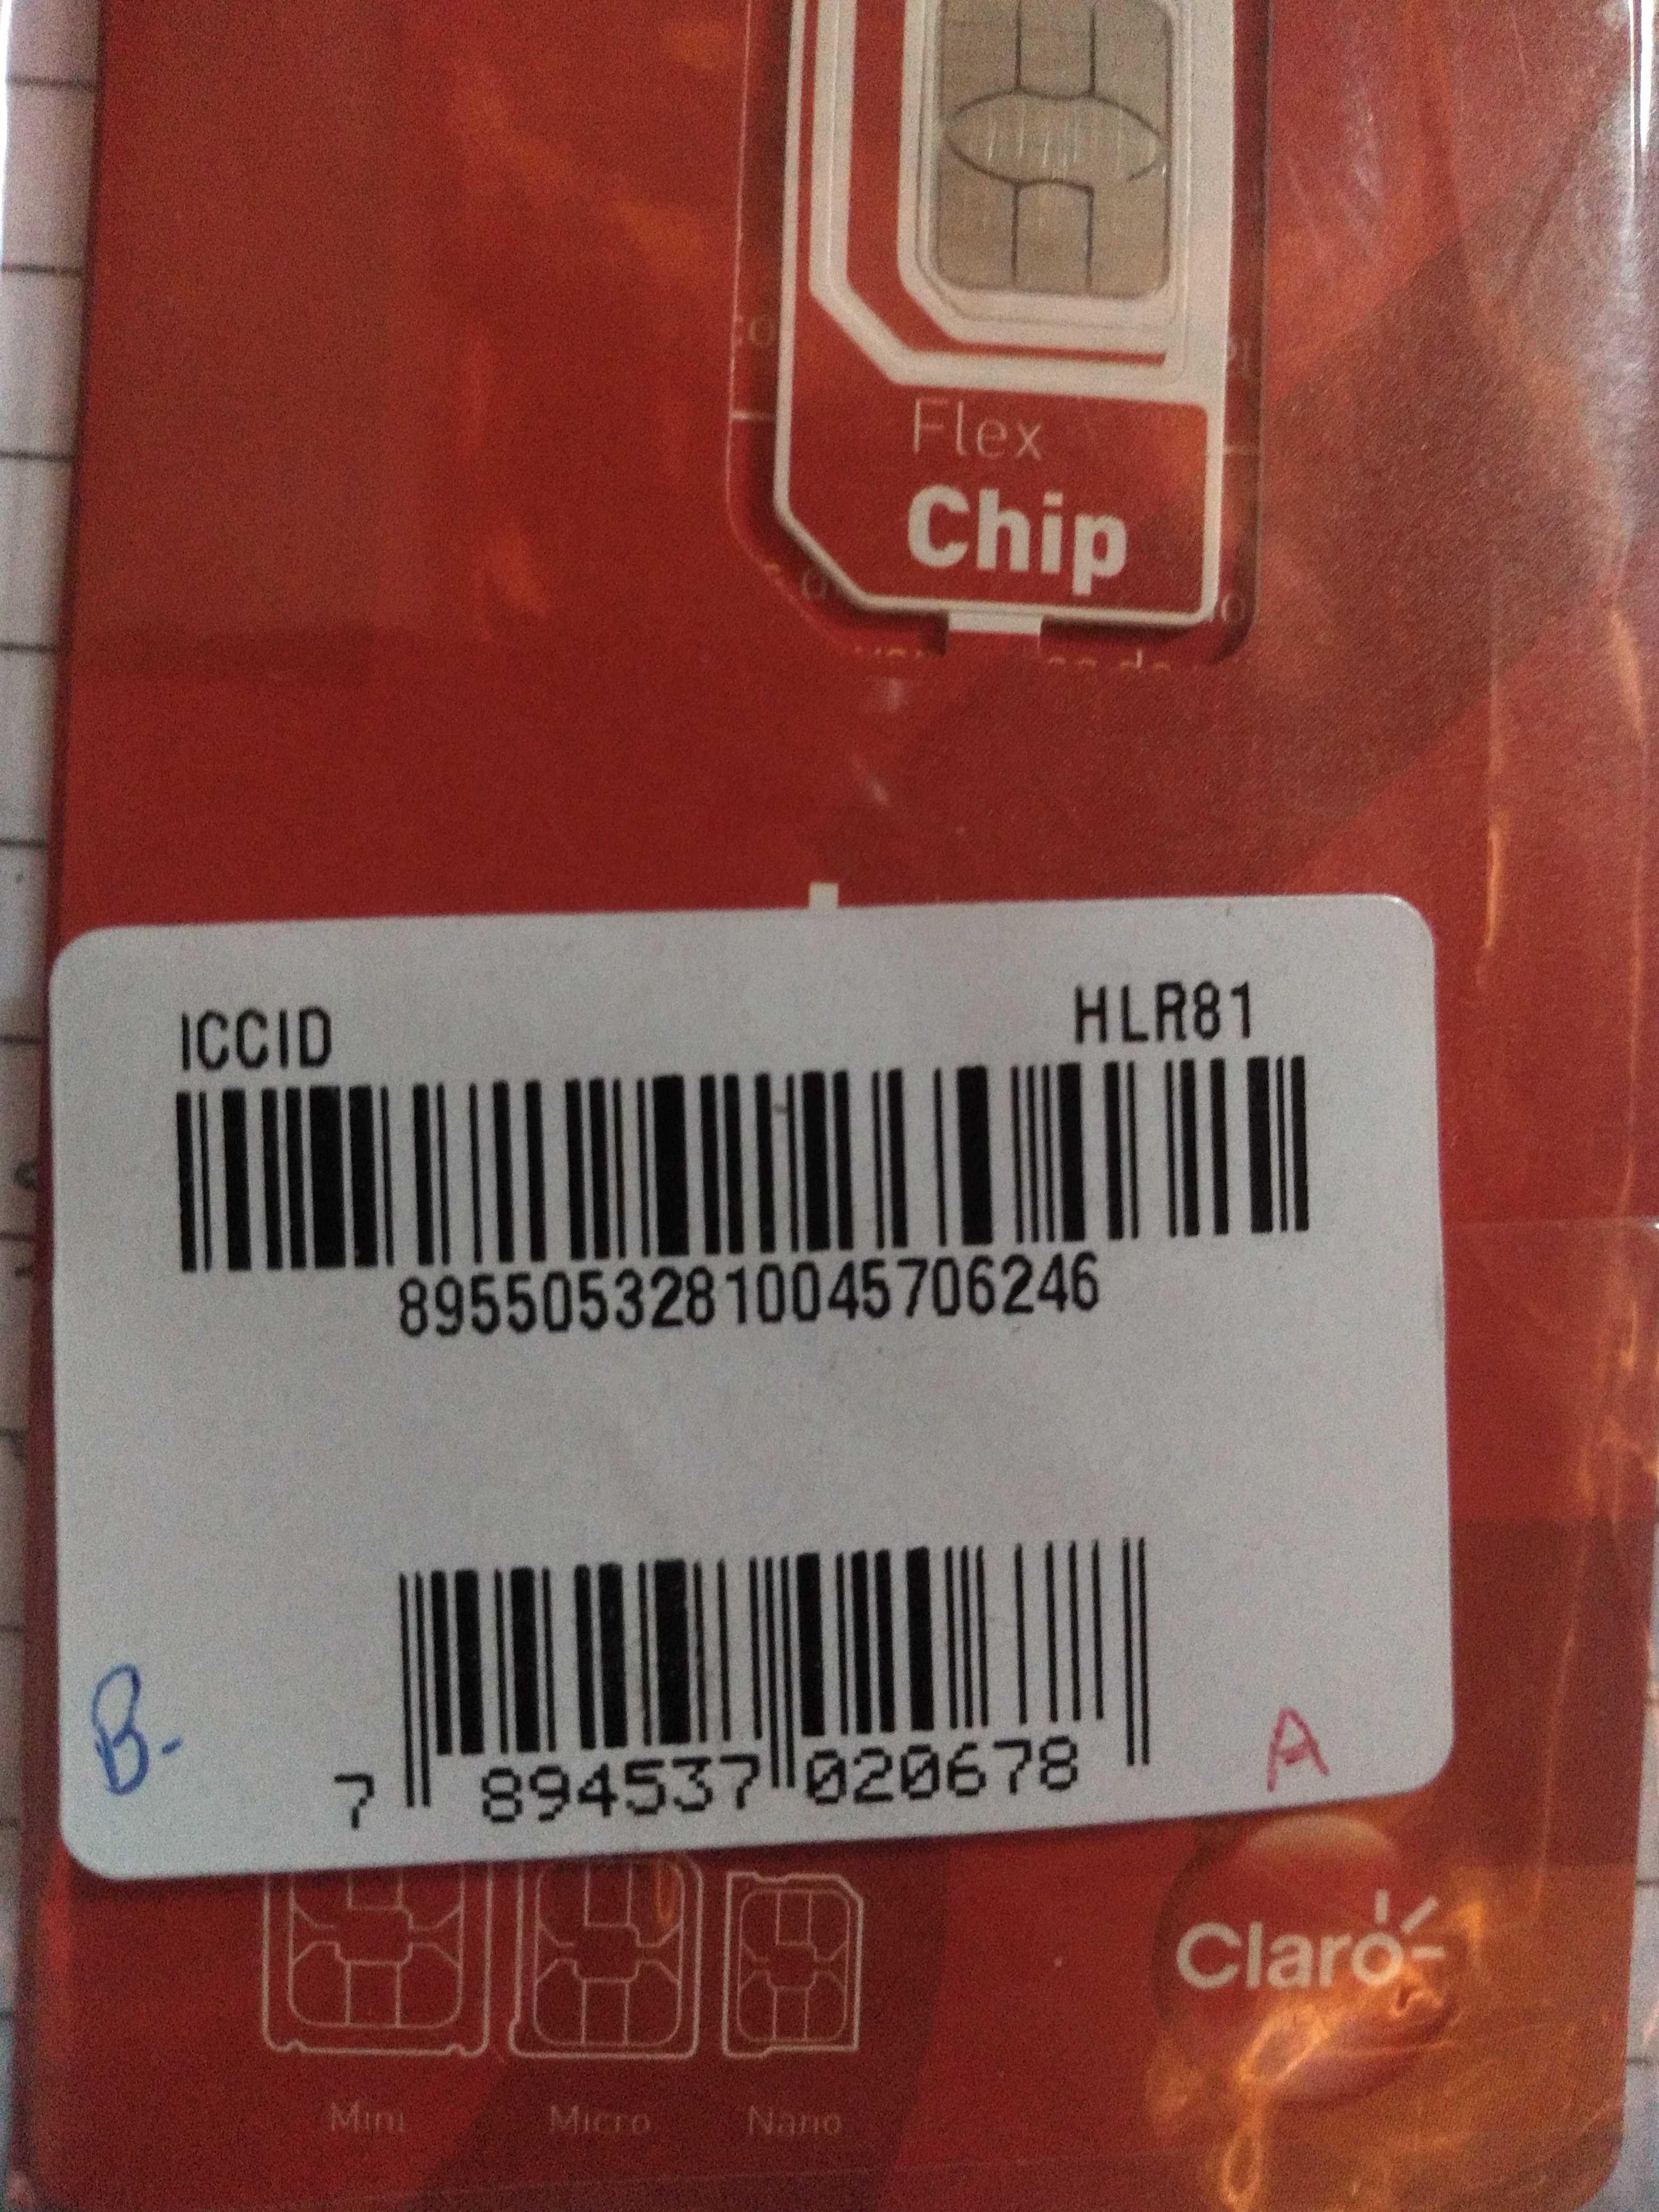 Flex
Chip
ICCID
HLR81
89550532810045706246
B-
7 894537 020678
A
Claro
Mini
Micro
Nano